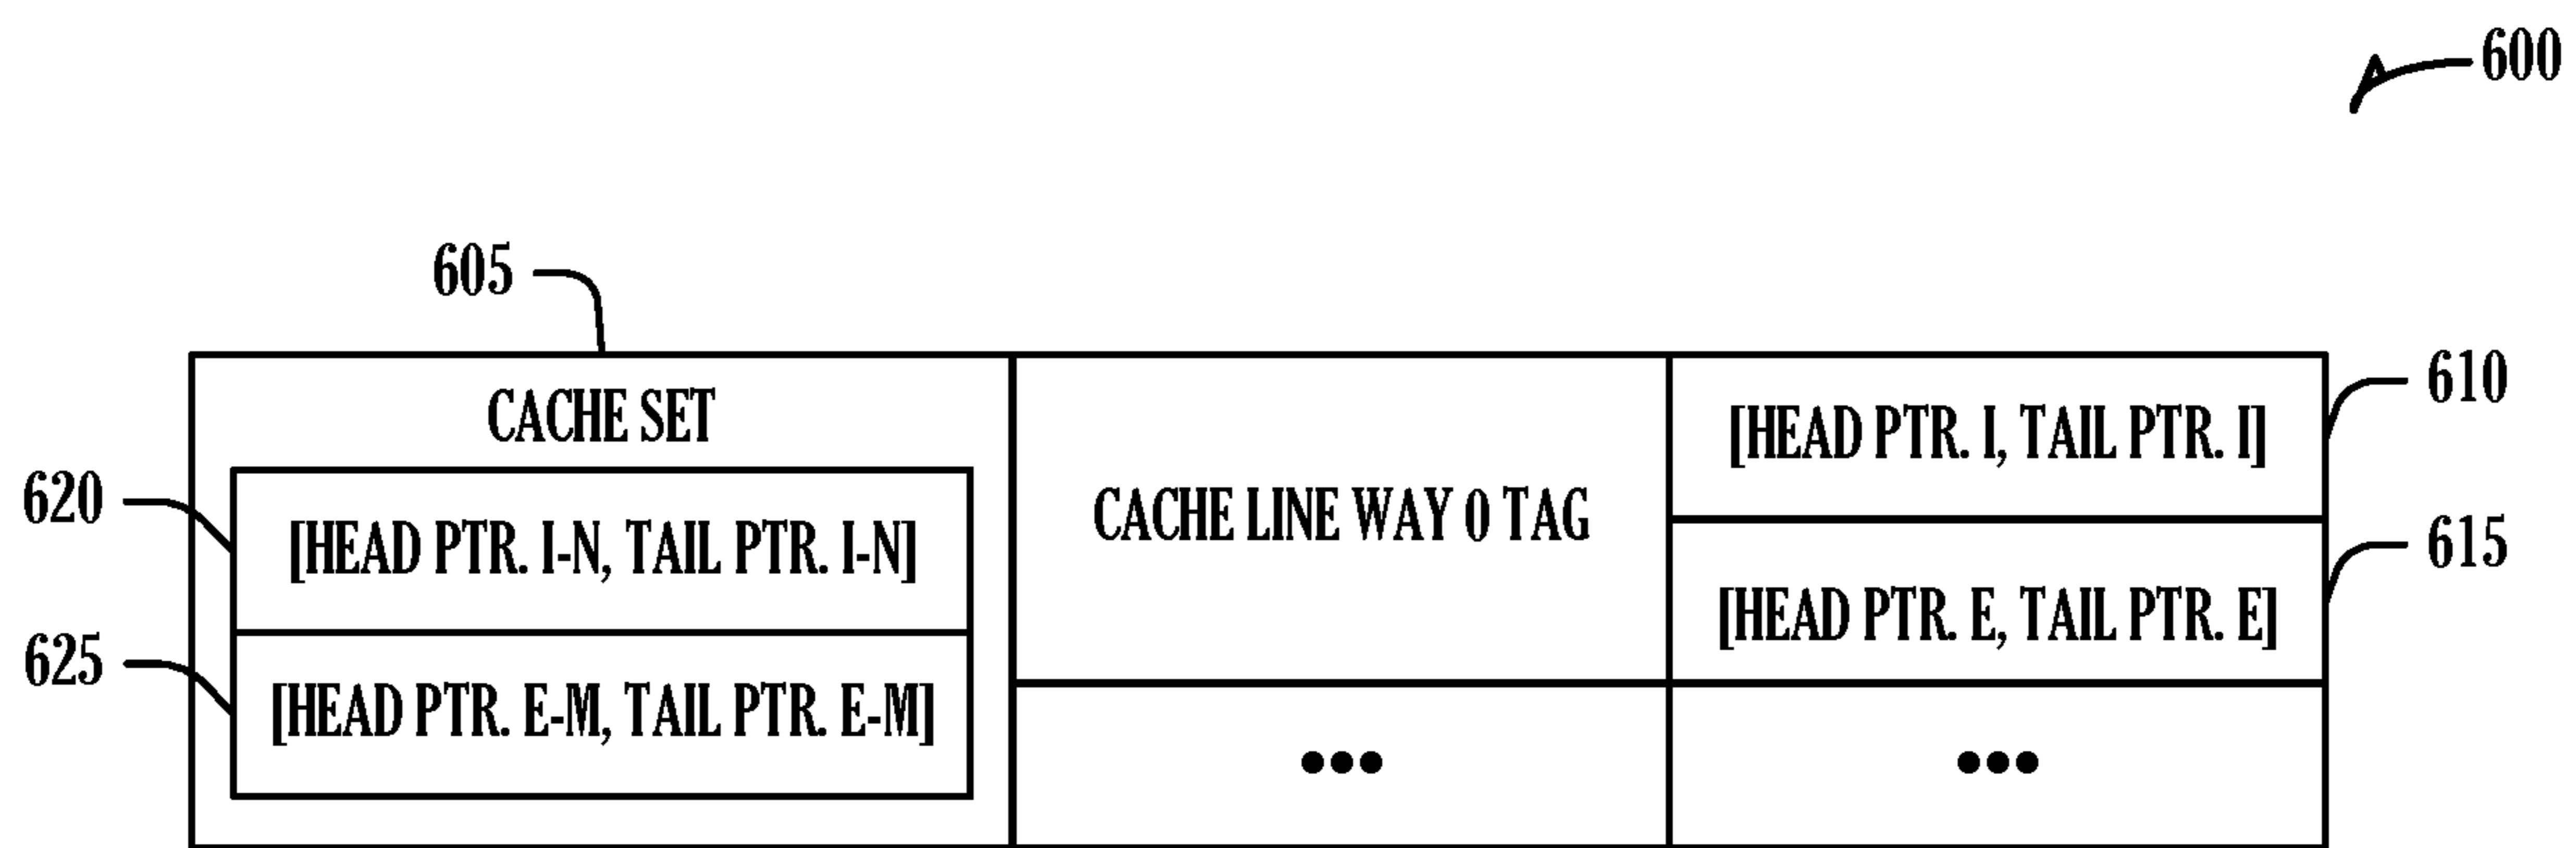 600
605
CACHE SET
610
[HEAD PTR. I, TAIL PTR. I]
620
[HEAD PTR. I-N, TAIL PTR. I-N]
CACHE LINE WAY 0 TAG
615
[HEAD PTR. E, TAIL PTR. E]
625
[HEAD PTR. E-M, TAIL PTR. E-M]
•••
•••